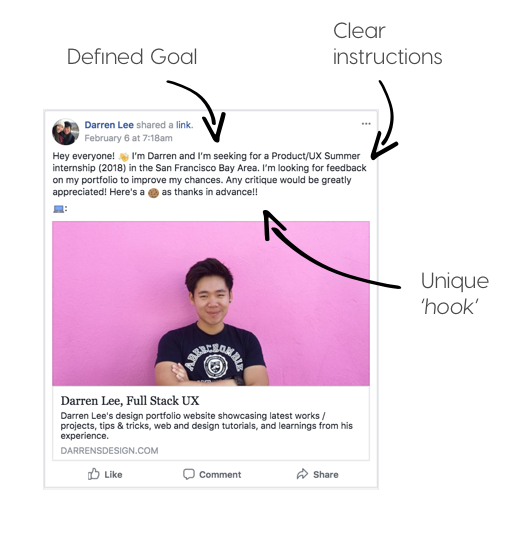 Defined Goal
Clear
instructions
Darren Lee shared a link.
February 6 at 7:18am
Hey everyone! 👋 I'm Darren and I'm seeking for a Product/UX Summer
internship (2018) in the San Francisco Bay Area. I'm looking for feedback
on my portfolio to improve my chances. Any critique would be greatly
appreciated! Here's a 🍪 as thanks in advance!!
💻:
Unique
'hook'
ABERCROMBIE
Darren Lee, Full Stack UX
Darren Lee's design portfolio website showcasing latest works /
projects, tips & tricks, web and design tutorials, and learnings from his
experience.
DARRENSDESIGN.COM
Like Comment Share